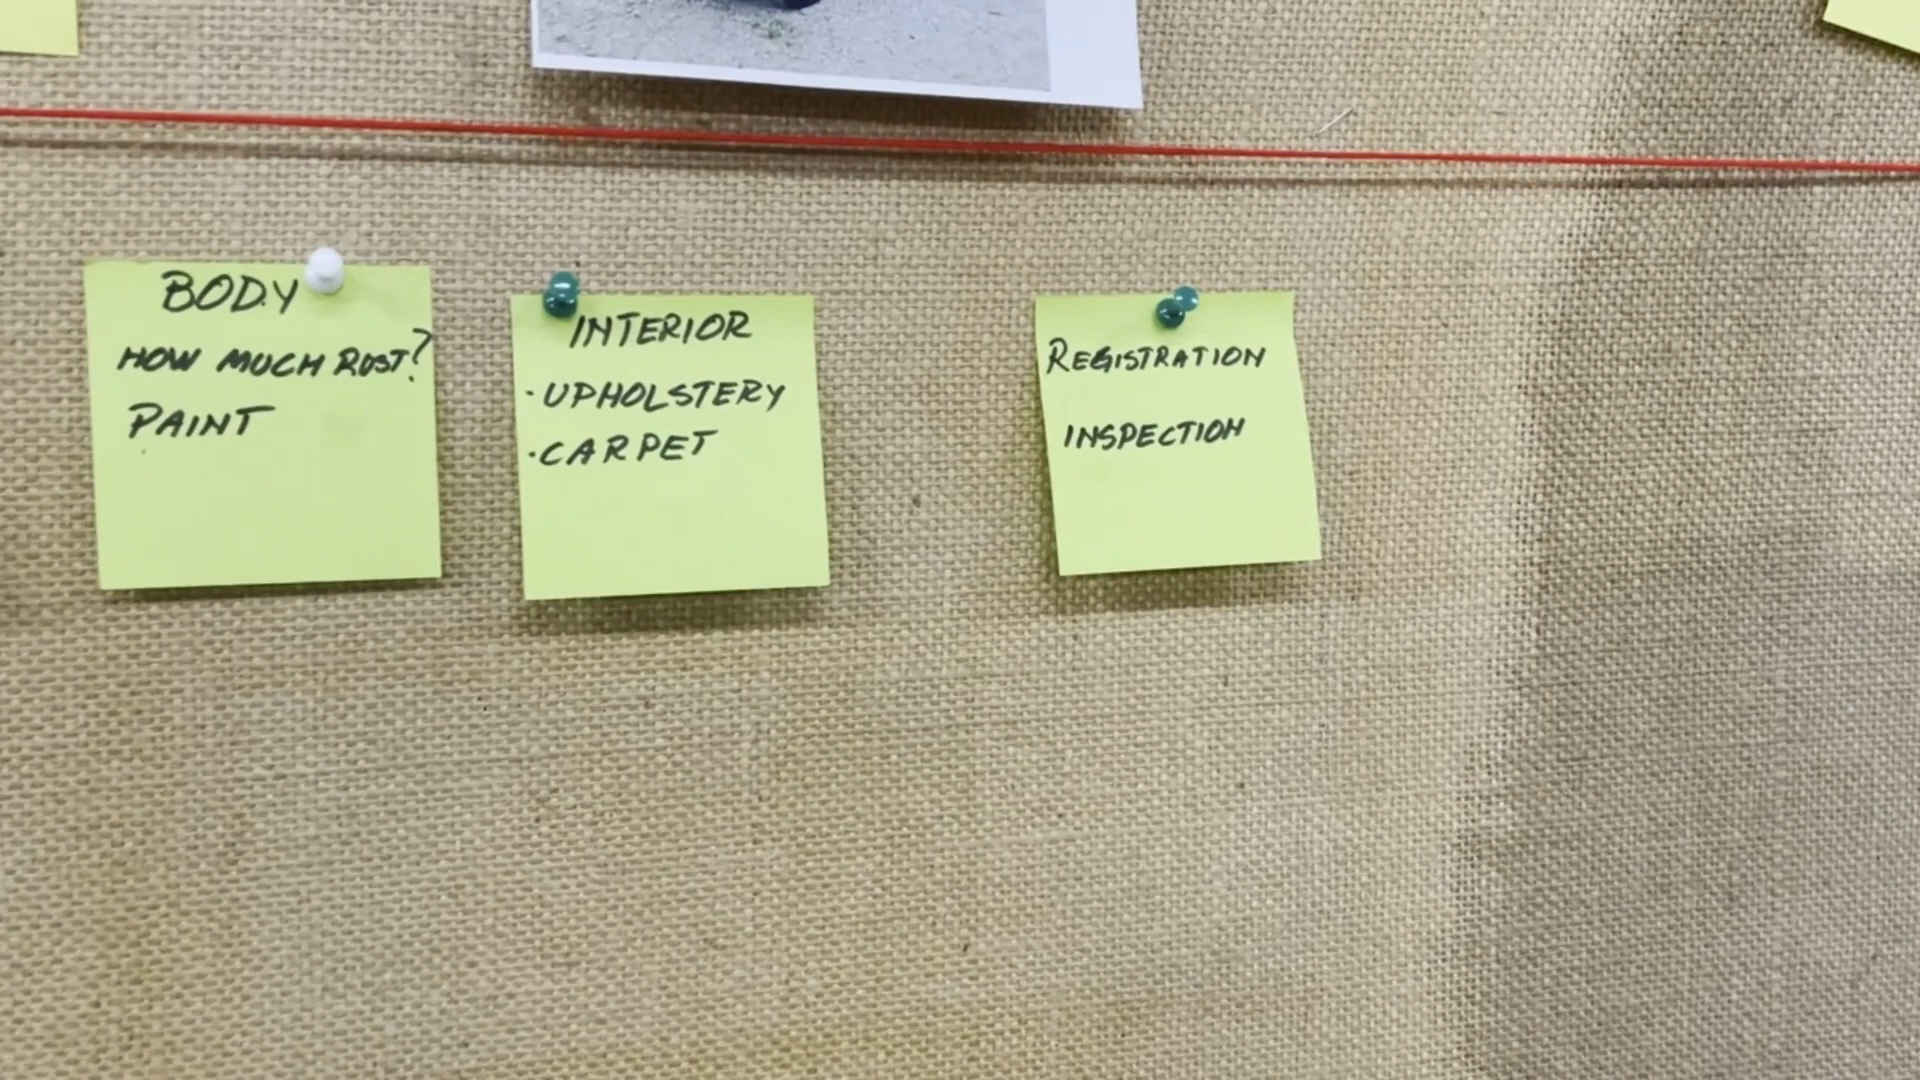 BODY
HOW MUCH RUST?
PAINT
INTERIOR
· UPHOLSTERY
· CARPET
REGISTRATION
INSPECTION